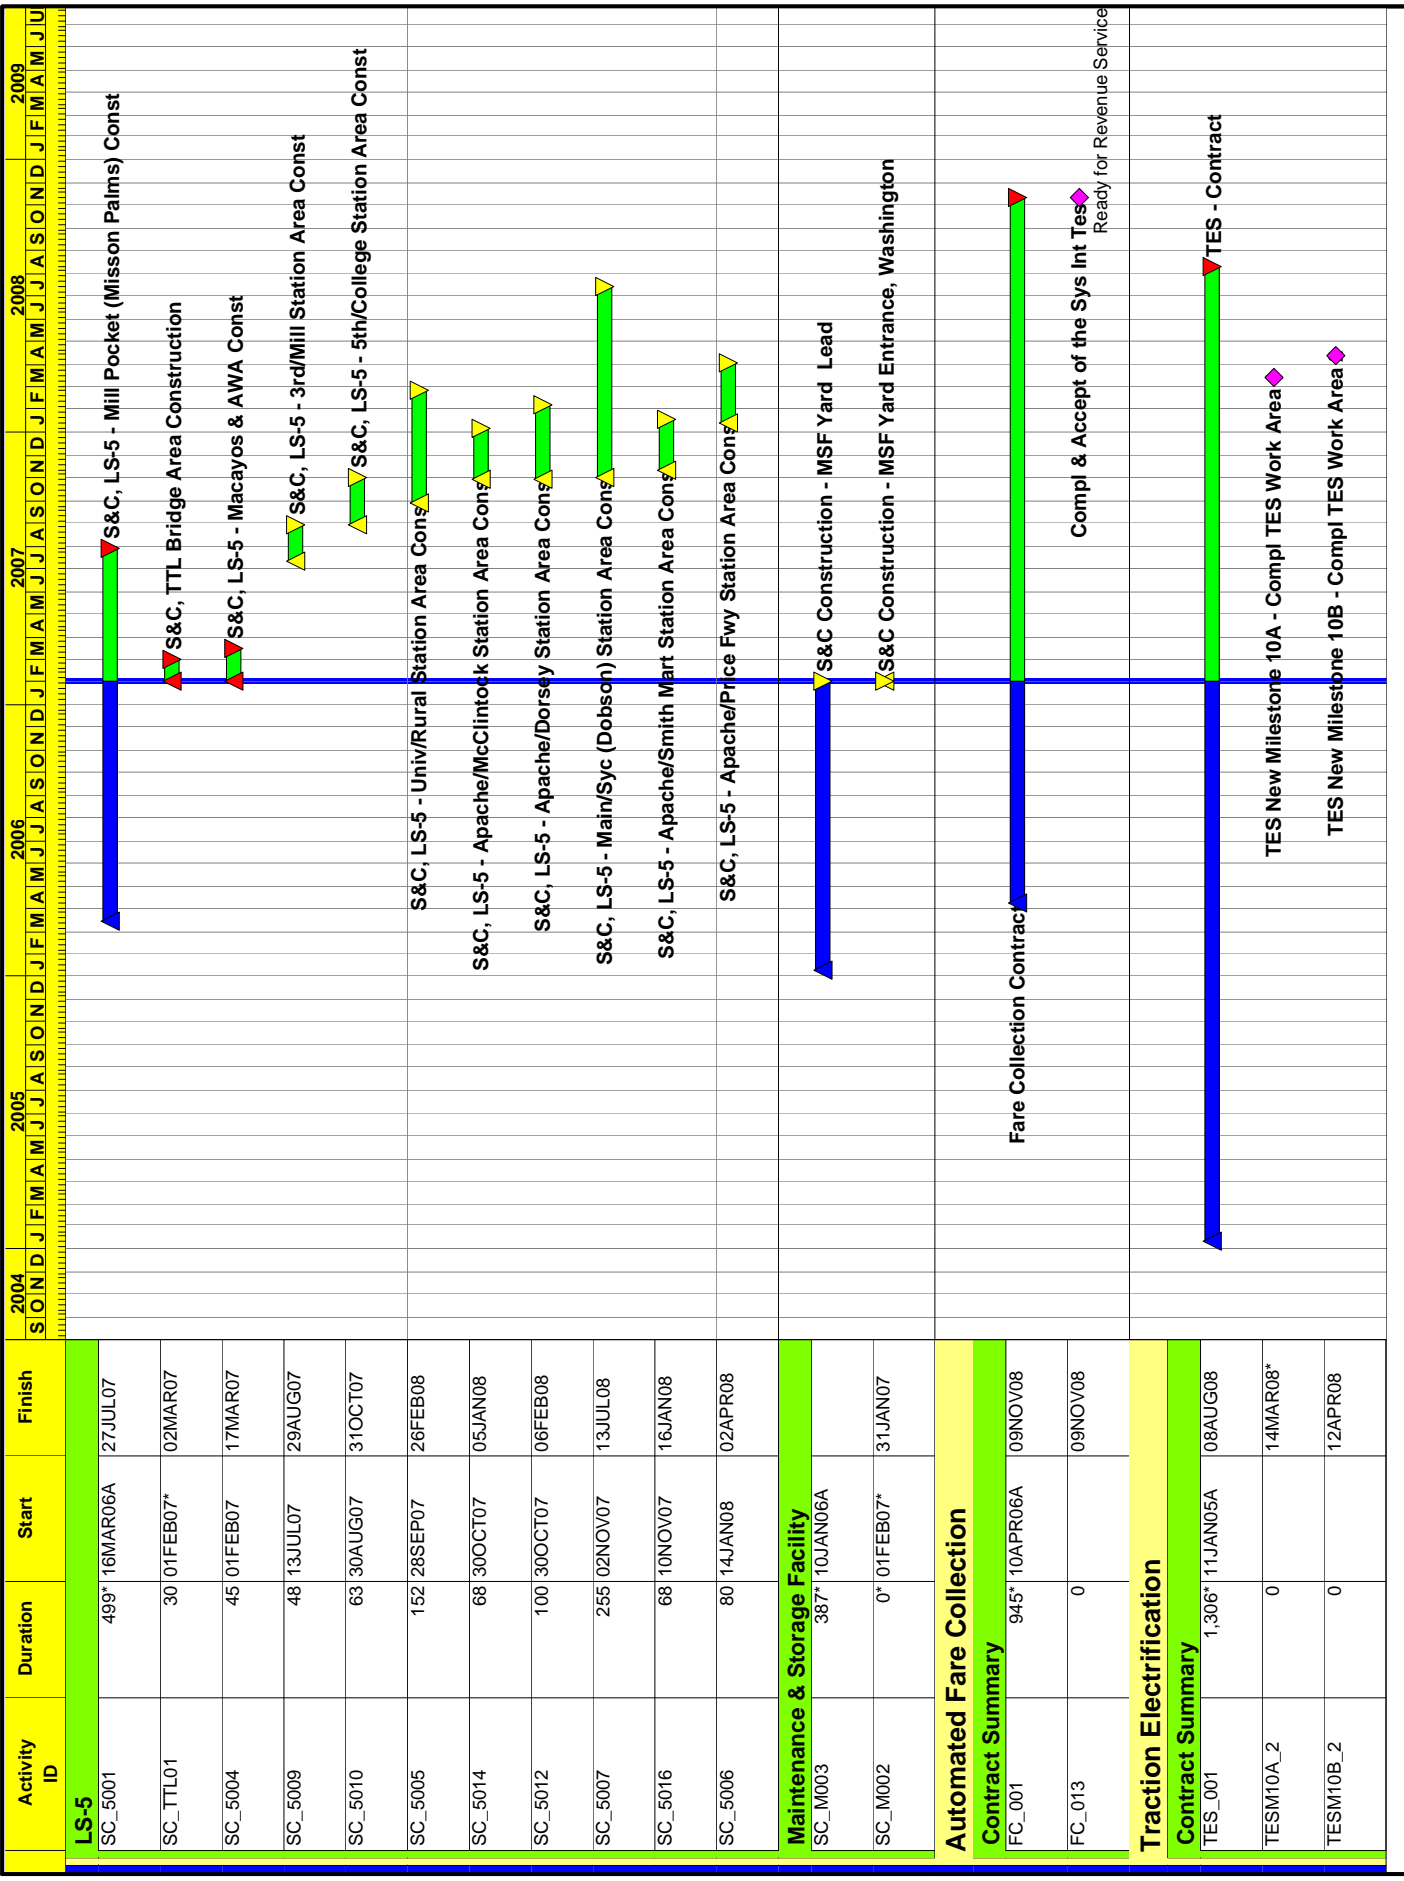 Activity ID Duration Start Finish 2004 2005 2006 2007 2008 2009
S O N D J F M A M J J A S O N D J F M A M J J A S O N D J F M A M J J A S O N D J F M A M J J A S O N D J F M A M J U
LS-5
SC_5001 499* 16MAR06A 27JUL07 S&C, LS-5 - Mill Pocket (Misson Palms) Const
SC_TTL01 30 01FEB07* 02MAR07 S&C, TTL Bridge Area Construction
SC_5004 45 01FEB07 17MAR07 S&C, LS-5 - Macayos & AWA Const
SC_5009 48 13JUL07 29AUG07 S&C, LS-5 - 3rd/Mill Station Area Const
SC_5010 63 30AUG07 31OCT07 S&C, LS-5 - 5th/College Station Area Const
SC_5005 152 28SEP07 26FEB08 S&C, LS-5 - Univ/Rural Station Area Cons
SC_5014 68 30OCT07 05JAN08 S&C, LS-5 - Apache/McClintock Station Area Cons
SC_5012 100 30OCT07 06FEB08 S&C, LS-5 - Apache/Dorsey Station Area Cons
SC_5007 255 02NOV07 13JUL08 S&C, LS-5 - Main/Syc (Dobson) Station Area Cons
SC_5016 68 10NOV07 16JAN08 S&C, LS-5 - Apache/Smith Mart Station Area Cons
SC_5006 80 14JAN08 02APR08 S&C, LS-5 - Apache/Price Fwy Station Area Cons
Maintenance & Storage Facility
SC_M003 387* 10JAN06A S&C Construction - MSF Yard Lead
SC_M002 0* 01FEB07* 31JAN07 S&C Construction - MSF Yard Entrance, Washington
Automated Fare Collection
Contract Summary
FC_001 945* 10APR06A 09NOV08 Fare Collection Contract
FC_013 0 09NOV08 Compl & Accept of the Sys Int Tes
Ready for Revenue Service
Traction Electrification
Contract Summary
TES_001 1,306* 11JAN05A 08AUG08 TES - Contract
TESM10A_2 0 14MAR08* TES New Milestone 10A - Compl TES Work Area
TESM10B_2 0 12APR08 TES New Milestone 10B - Compl TES Work Area